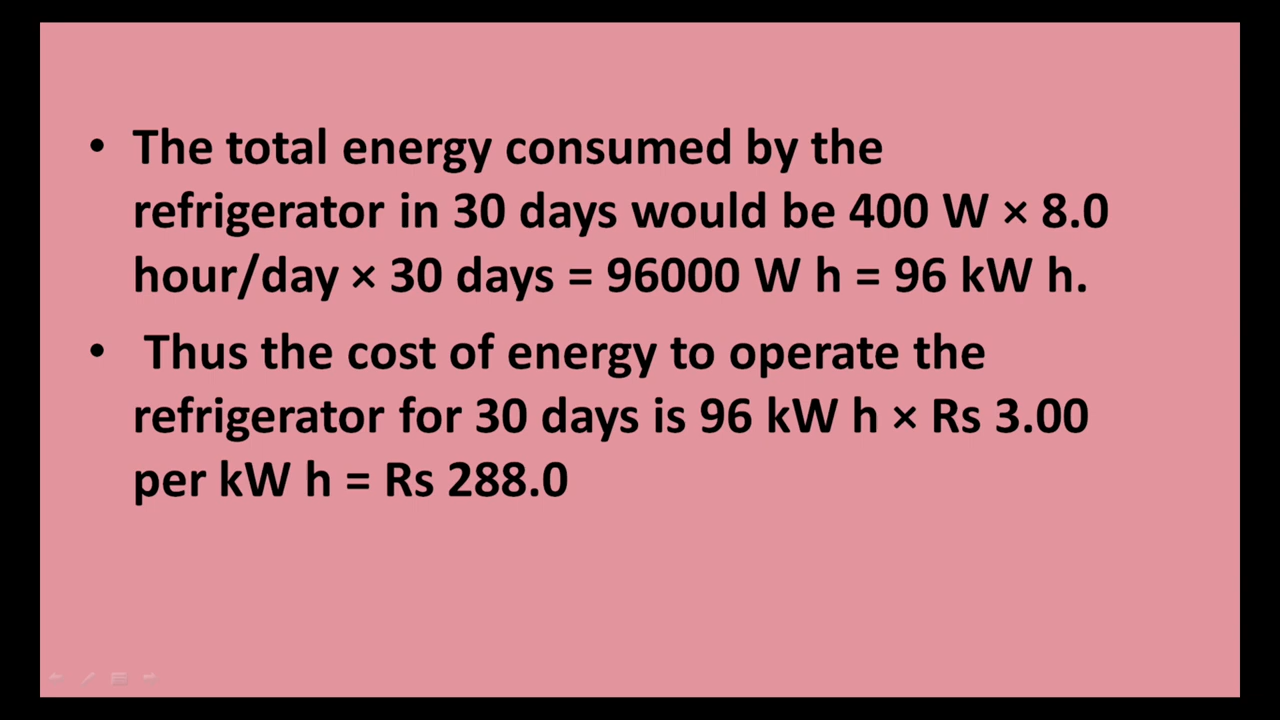 • The total energy consumed by the
refrigerator in 30 days would be 400 W × 8.0
hour/day × 30 days = 96000 W h = 96 kW h.
• Thus the cost of energy to operate the
refrigerator for 30 days is 96 kW h × Rs 3.00
per kW h = Rs 288.0